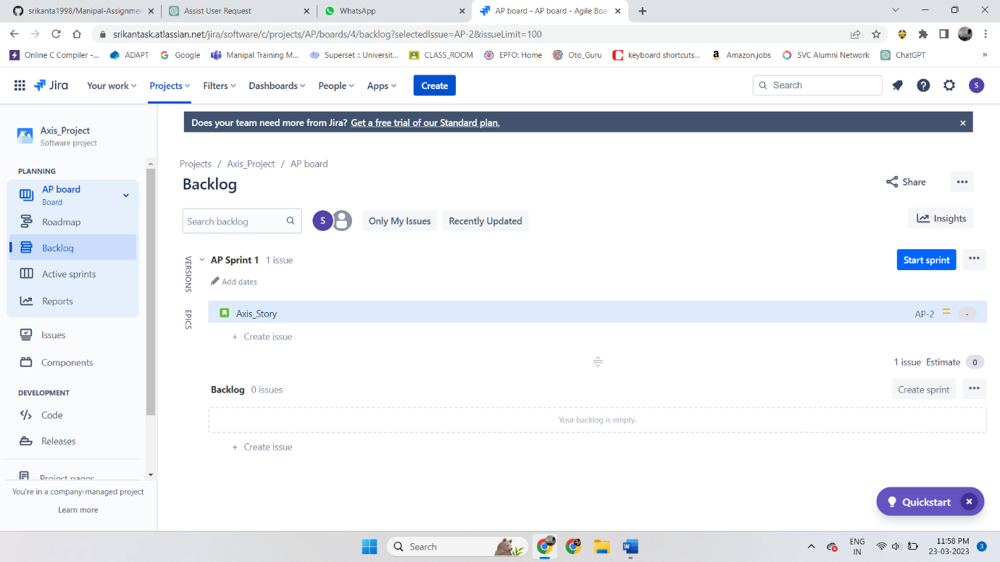 srikanta1998/Manipal-Assignme
Assist User Request
WhatsApp
AP board - AP board - Agile Boa
srikantask.atlassian.net/jira/software/c/projects/AP/boards/4/backlog?selectedIssue=AP-2&issueLimit=100
Online C Compiler -... ADAPT Google Manipal Training M... Superset :: Universit... CLASS_ROOM EPFO: Home Oto_Guru keyboard shortcuts... Amazon.jobs SVC Alumni Network ChatGPT »
Jira Your work Projects Filters Dashboards People Apps Create Search S
Does your team need more from Jira? Get a free trial of our Standard plan.
Axis_Project
Software project
PLANNING
AP board
Board
Roadmap
Backlog
Active sprints
Reports
Issues
Components
DEVELOPMENT
Code
Releases
Project pages
You're in a company-managed project
Learn more
Projects / Axis_Project / AP board
Backlog
Share
Search backlog S Only My Issues Recently Updated Insights
VERSIONS
EPICS
AP Sprint 1 1 issue Start sprint
Add dates
Axis_Story AP-2 -
+ Create issue
1 issue Estimate 0
Backlog 0 issues Create sprint
Your backlog is empty.
+ Create issue
Quickstart
Search
ENG
IN
11:58 PM
23-03-2023
3